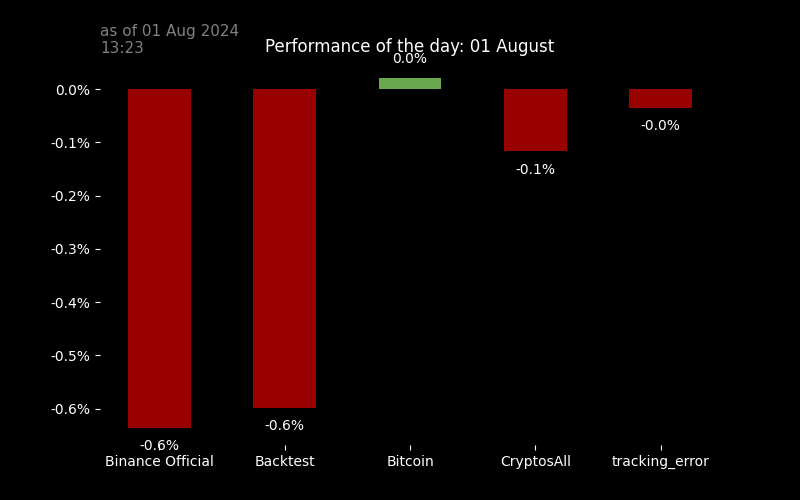 as of 01 Aug 2024
13:23
Performance of the day: 01 August
0.0%
0.0%
-0.1%
-0.2%
-0.3%
-0.4%
-0.5%
-0.6%
-0.0%
-0.1%
-0.6%
-0.6%
Binance Official
Backtest
Bitcoin
CryptosAll
tracking_error